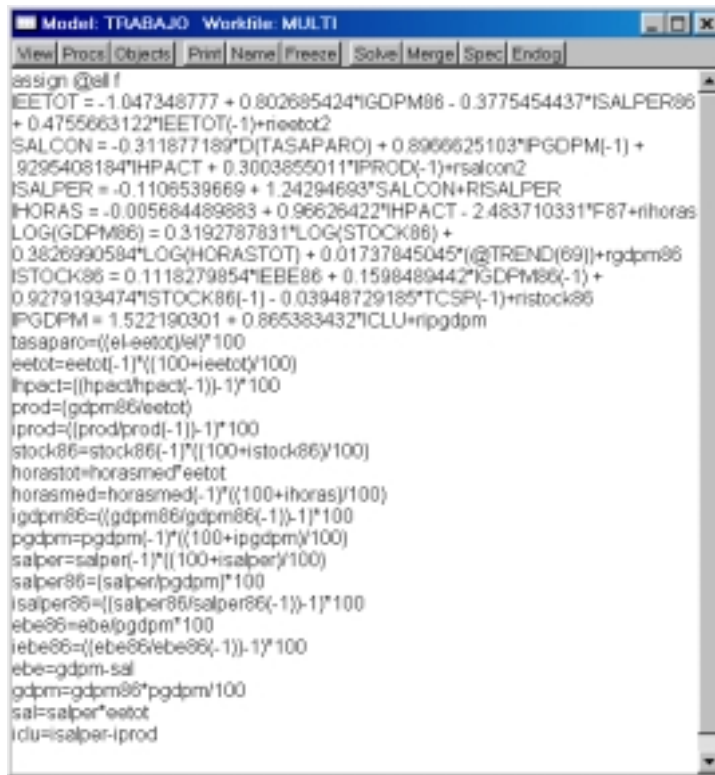 Model: TRABAJO Workfile: MULTI
View Procs Objects Print Name Freeze Solve Merge Spec Endog
assign @all f
IEETOT = -1.047348777 + 0.802685424*IGDPM86 - 0.3775454437*ISALPER86
+ 0.4755663122*IEETOT(-1)+rieetot2
SALCON = -0.311877189*D(TASAPARO) + 0.8966625103*IPGDPM(-1) +
.9295408184*IHPACT + 0.3003855011*IPROD(-1)+rsalcon2
ISALPER = -0.1106539669 + 1.24294693*SALCON+RISALPER
IHORAS = -0.005684489883 + 0.96626422*IHPACT - 2.483710331*F87+rihoras
LOG(GDPM86) = 0.3192787831*LOG(STOCK86) +
0.3826990584*LOG(HORASTOT) + 0.01737845045*(@TREND(69))+rgdpm86
ISTOCK86 = 0.1118279854*IEBE86 + 0.1598489442*IGDPM86(-1) +
0.9279193474*ISTOCK86(-1) - 0.03948729185*TCSP(-1)+ristock86
IPGDPM = 1.522190301 + 0.865383432*ICLU+ripgdpm
tasaparo=((el-eetot)/el)*100
eetot=eetot(-1)*((100+ieetot)/100)
Ihpact=((hpact/hpact(-1))-1)*100
prod=(gdpm86/eetot)
iprod=((prod/prod(-1))-1)*100
stock86=stock86(-1)*((100+istock86)/100)
horastot=horasmed*eetot
horasmed=horasmed(-1)*((100+ihoras)/100)
igdpm86=((gdpm86/gdpm86(-1))-1)*100
pgdpm=pgdpm(-1)*((100+ipgdpm)/100)
salper=salper(-1)*((100+isalper)/100)
salper86=(salper/pgdpm)*100
isalper86=((salper86/salper86(-1))-1)*100
ebe86=ebe/pgdpm*100
iebe86=((ebe86/ebe86(-1))-1)*100
ebe=gdpm-sal
gdpm=gdpm86*pgdpm/100
sal=salper*eetot
iclu=isalper-iprod